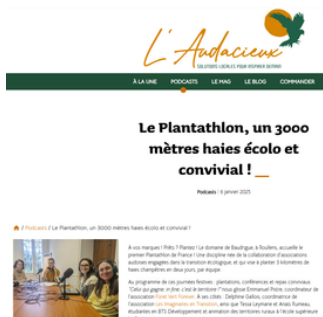 L'Audacieux
SOLUTIONS LOCALES POUR INSPIRER DEMAIN
À LA UNE PODCASTS LE MAG LE BLOG COMMANDER
Le Plantathlon, un 3000
mètres haies écolo et
convivial !
Podcasts | 6 janvier 2025
// Podcasts // Le Plantathlon, un 3000 mètres haies écolo et convivial !
A vos marques ! Prêts ? Plantez ! Le domaine de Baudrigue, à Roullens, accueille le
premier Plantathlon de France ! Une discipline née de la collaboration d'associations
audoises engagées dans la transition écologique, et qui vise à planter 3 kilomètres de
haies champêtres en deux jours, par équipe.
Au programme de ces journées festives : plantations, conférences et repas conviviaux.
"Celui qui gagne, in fine, c'est le territoire !" nous glisse Emmanuel Poirre, coordinateur de
l'association Forest Vert Forever. À ses côtés : Delphine Gallois, coordinatrice de
l'association Les Imaginaires en Transition, ainsi que Tessa Leymarie et Anaïs Rumeau,
étudiantes en BTS Développement et animation des territoires ruraux à l'école supérieure